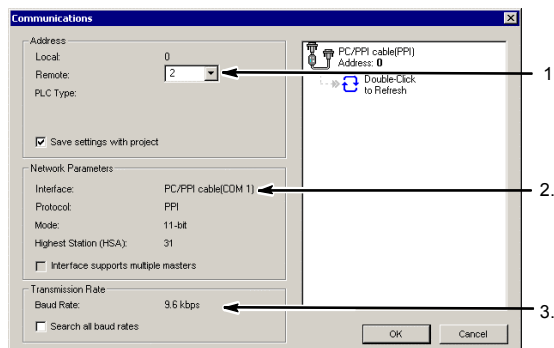 Communications
Address
Local: 0
Remote: 2
PLC Type:
Save settings with project
Network Parameters
Interface: PC/PPI cable(COM 1)
Protocol: PPI
Mode: 11-bit
Highest Station (HSA): 31
Interface supports multiple masters
Transmission Rate
Baud Rate: 9.6 kbps
Search all baud rates
PC/PPI cable(PPI)
Address: 0
Double-Click
to Refresh
OK Cancel
1
2.
3.